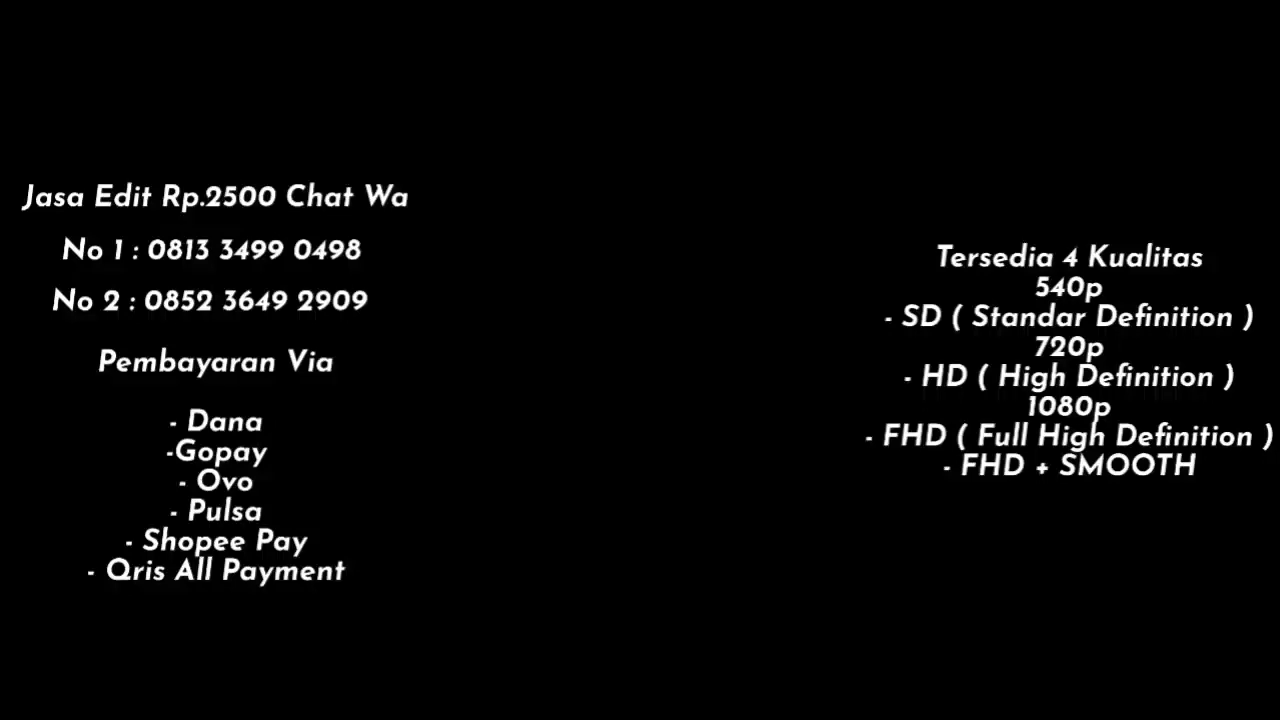 Jasa Edit Rp.2500 Chat Wa
No 1 : 0813 3499 0498
No 2 : 0852 3649 2909
Pembayaran Via
- Dana
-Gopay
- Ovo
- Pulsa
- Shopee Pay
- Qris All Payment
Tersedia 4 Kualitas
540p
- SD ( Standar Definition )
720p
- HD ( High Definition )
1080p
- FHD ( Full High Definition )
- FHD + SMOOTH